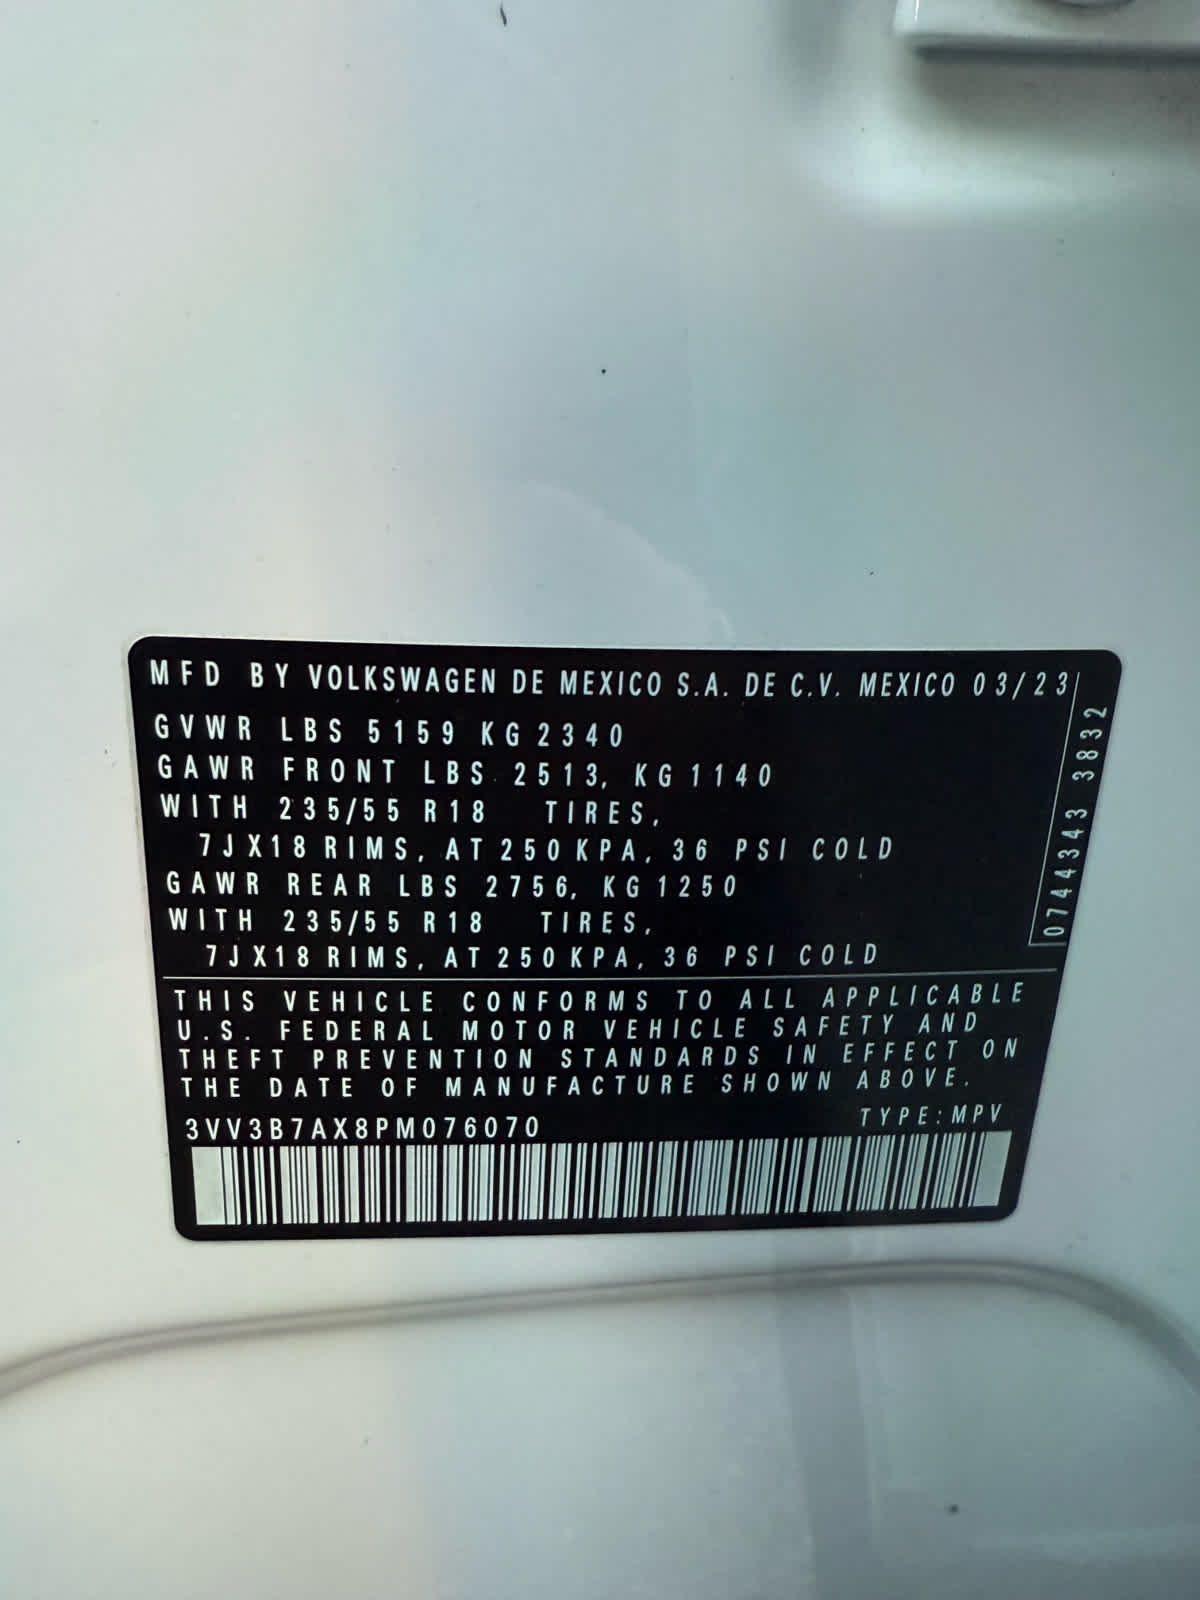 MFD BY VOLKSWAGEN DE MEXICO S.A. DE C.V. MEXICO 03/23
GVWR LBS 5159 KG 2340
GAWR FRONT LBS 2513, KG 1140
WITH 235/55 R18 TIRES,
7JX18 RIMS, AT 250 KPA, 36 PSI COLD
GAWR REAR LBS 2756, KG 1250
WITH 235/55 R18 TIRES,
7JX18 RIMS, AT 250 KPA, 36 PSI COLD
0744343 3832
THIS VEHICLE CONFORMS TO ALL APPLICABLE
U.S. FEDERAL MOTOR VEHICLE SAFETY AND
THEFT PREVENTION STANDARDS IN EFFECT ON
THE DATE OF MANUFACTURE SHOWN ABOVE.
3VV3B7AX8PM076070 TYPE: MPV